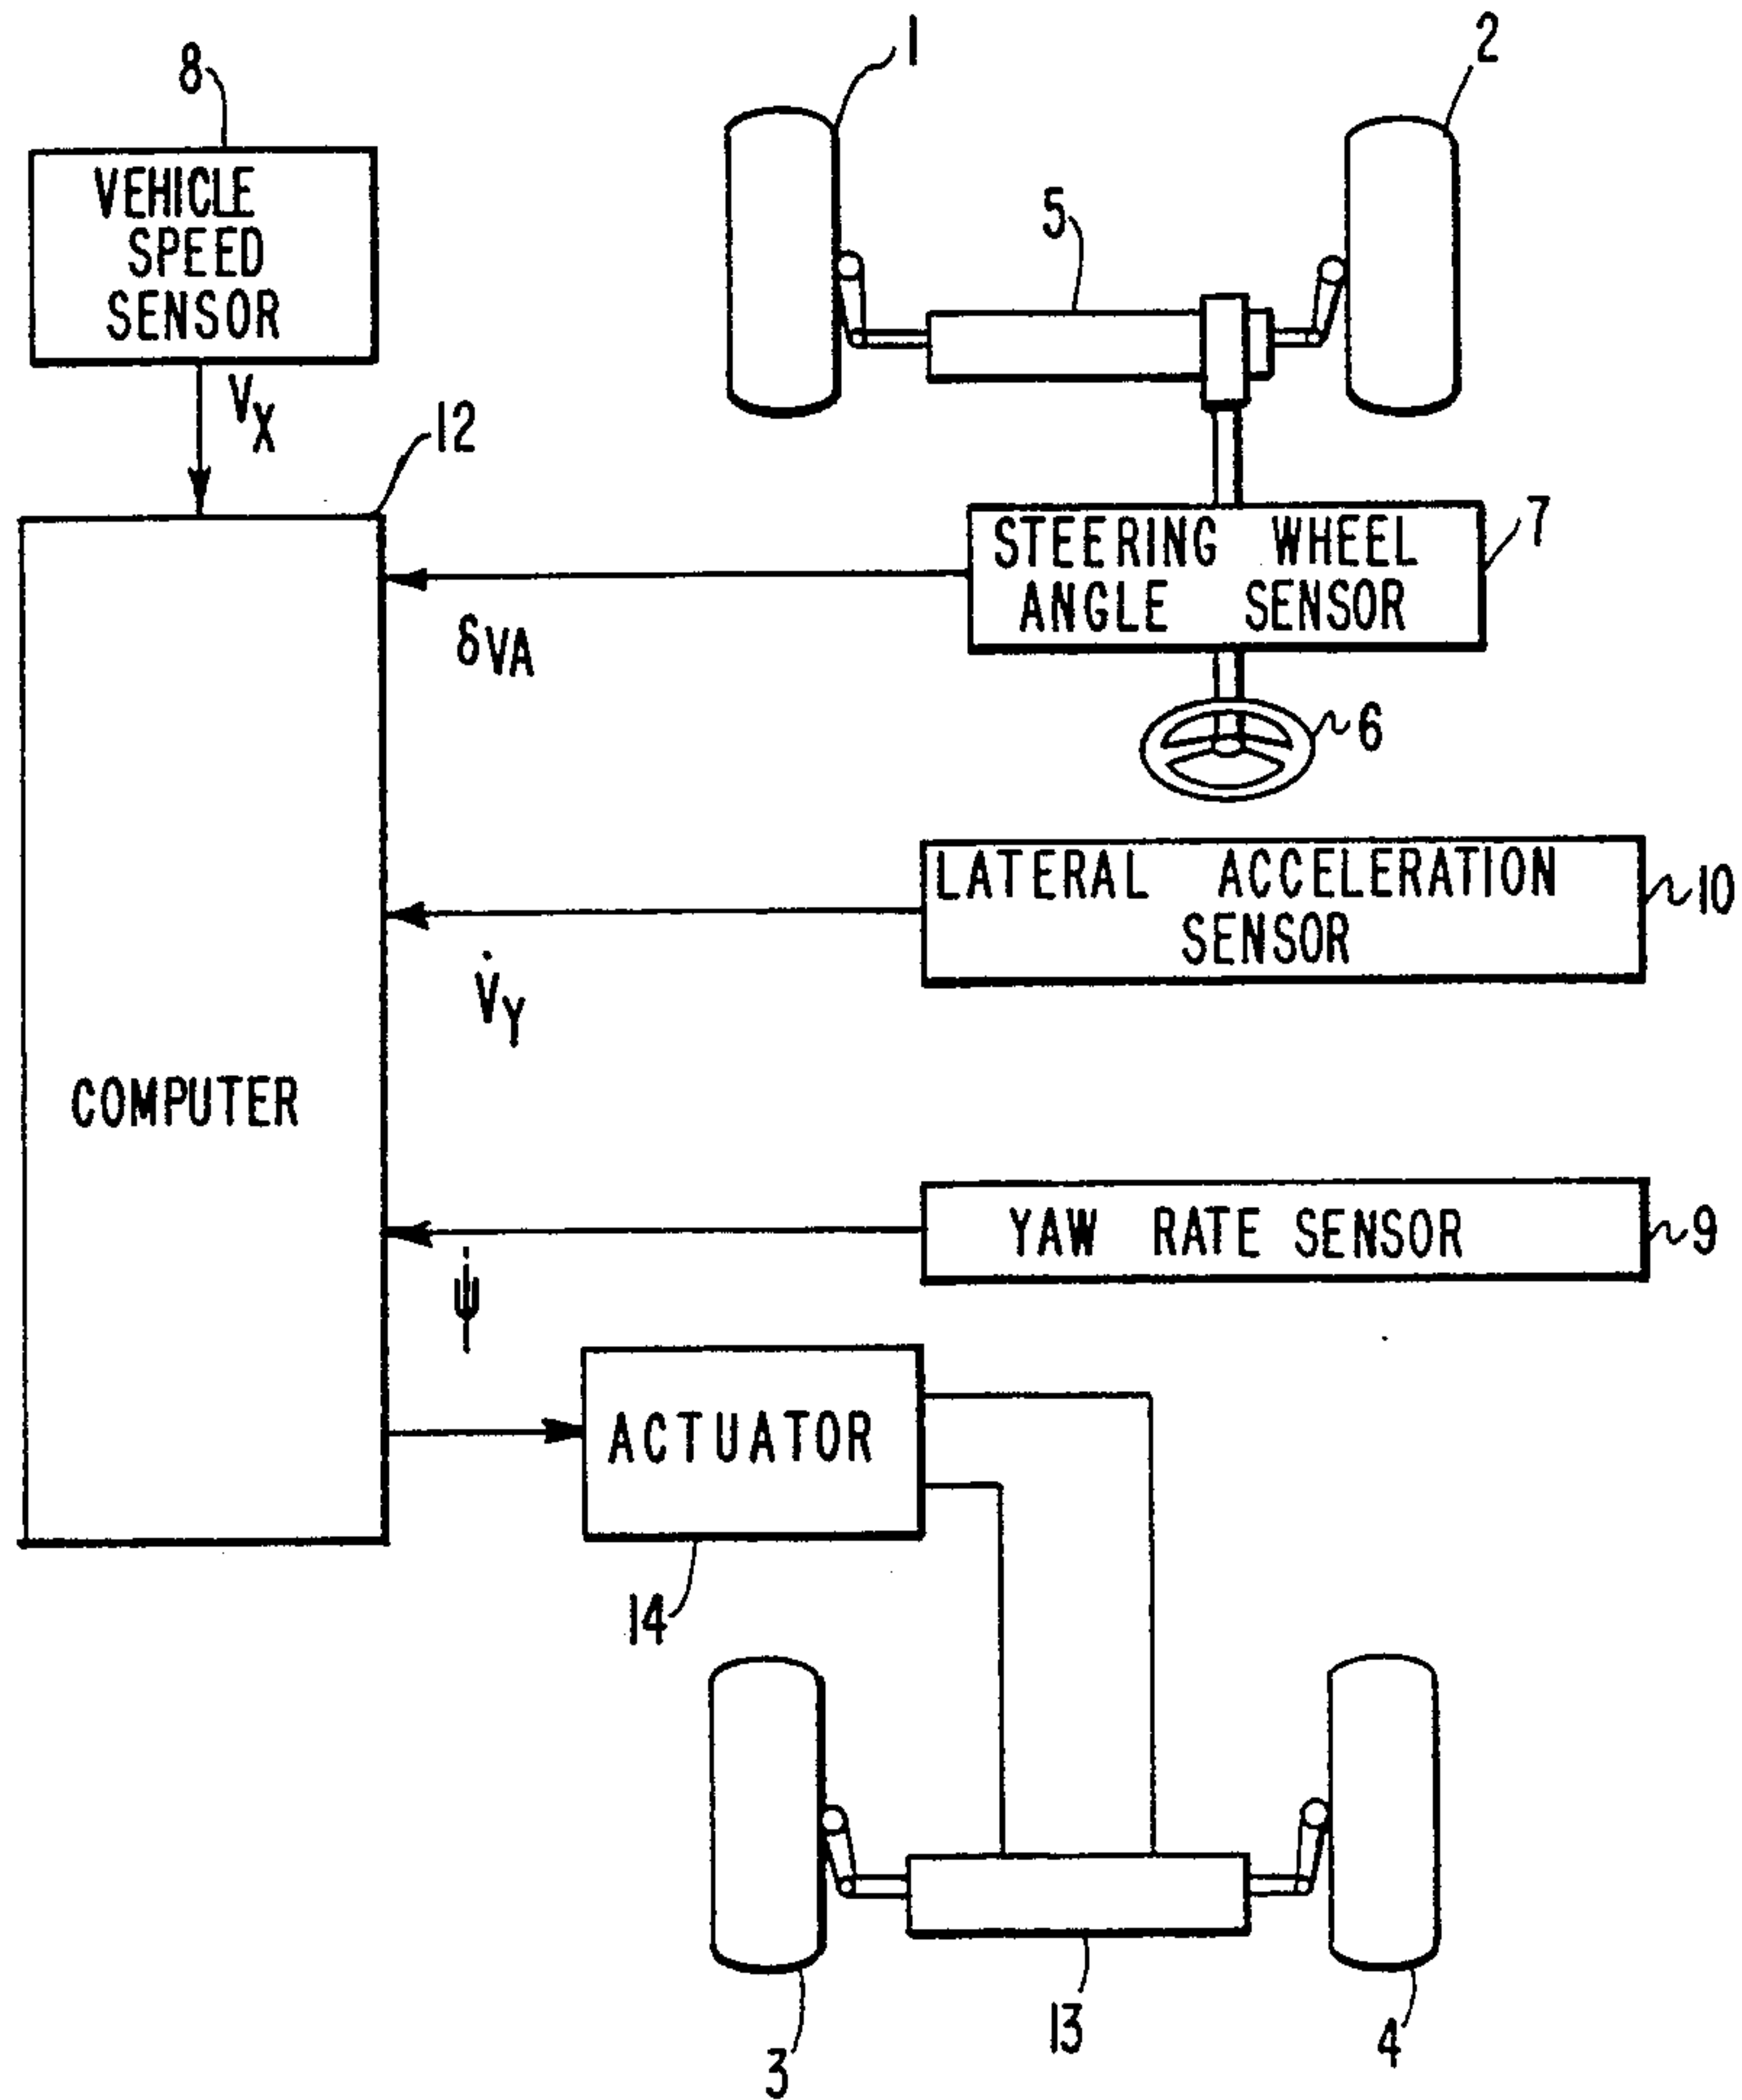 1
2
8
VEHICLE
SPEED
SENSOR
5
V_X
12
STEERING WHEEL
ANGLE SENSOR
7
δVA
6
LATERAL ACCELERATION
SENSOR
10
V̇_Y
COMPUTER
YAW RATE SENSOR
9
ψ̇
ACTUATOR
14
3
13
4